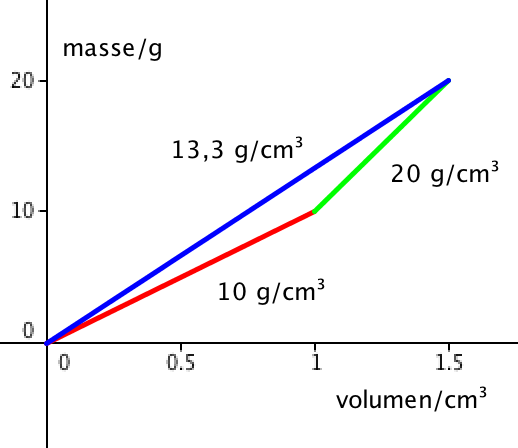 masse/g
20
13,3 g/cm³
20 g/cm³
10
10 g/cm³
0
0 0.5 1 1.5
volumen/cm³